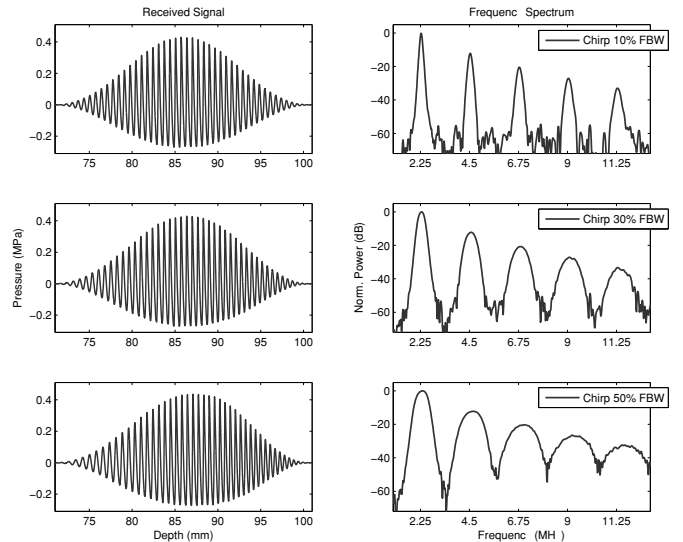 Received Signal
Frequenc Spectrum
0.4
0.2
0
−0.2
75 80 85 90 95 100
0
−20
−40
−60
2.25 4.5 6.75 9 11.25
Chirp 10% FBW
Pressure (MPa)
0.4
0.2
0
−0.2
75 80 85 90 95 100
Norm. Power (dB)
0
−20
−40
−60
2.25 4.5 6.75 9 11.25
Chirp 30% FBW
0.4
0.2
0
−0.2
75 80 85 90 95 100
Depth (mm)
0
−20
−40
−60
2.25 4.5 6.75 9 11.25
Frequenc (MH )
Chirp 50% FBW